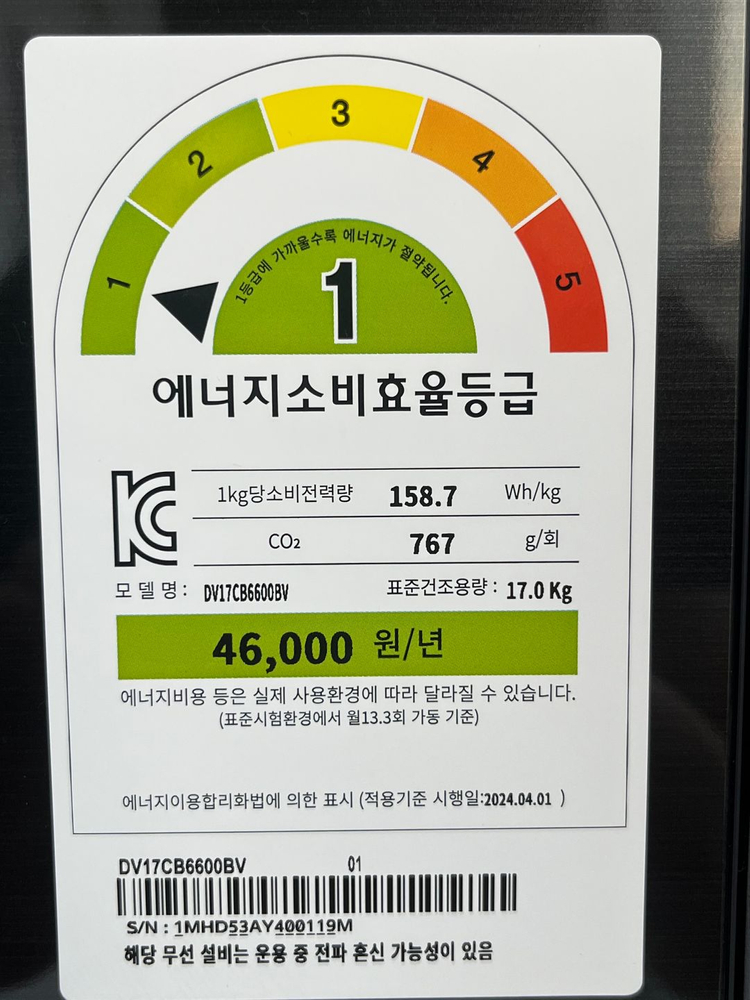 1 2 3 4 5
1등급에 가까울수록 에너지가 절약됩니다.
1
에너지소비효율등급
1kg당소비전력량 158.7 Wh/kg
CO₂ 767 g/회
모델명: DV17CB6600BV 표준건조용량: 17.0 Kg
46,000 원/년
에너지비용 등은 실제 사용환경에 따라 달라질 수 있습니다.
(표준시험환경에서 월13.3회 가동 기준)
에너지이용합리화법에 의한 표시 (적용기준 시행일:2024.04.01 )
DV17CB6600BV 01
S/N : 1MHD53AY400119M
해당 무선 설비는 운용 중 전파 혼신 가능성이 있음